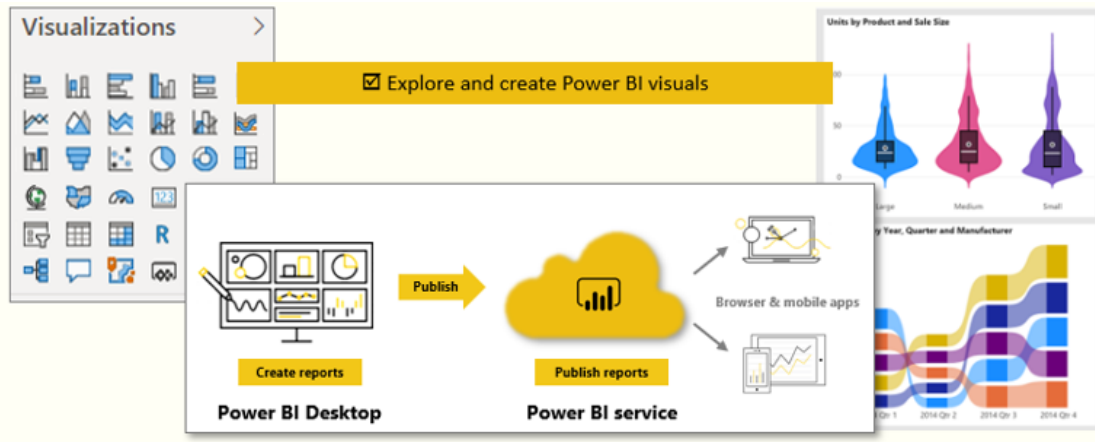 Visualizations
Explore and create Power BI visuals
Units by Product and Sale Size
50
0
Large
Medium
Small
123
R
Publish
Create reports
Power BI Desktop
Publish reports
Power BI service
Browser & mobile apps
Year, Quarter and Manufacturer
Qtr 1
2014 Qtr 2
2014 Qtr 3
2014 Qtr 4